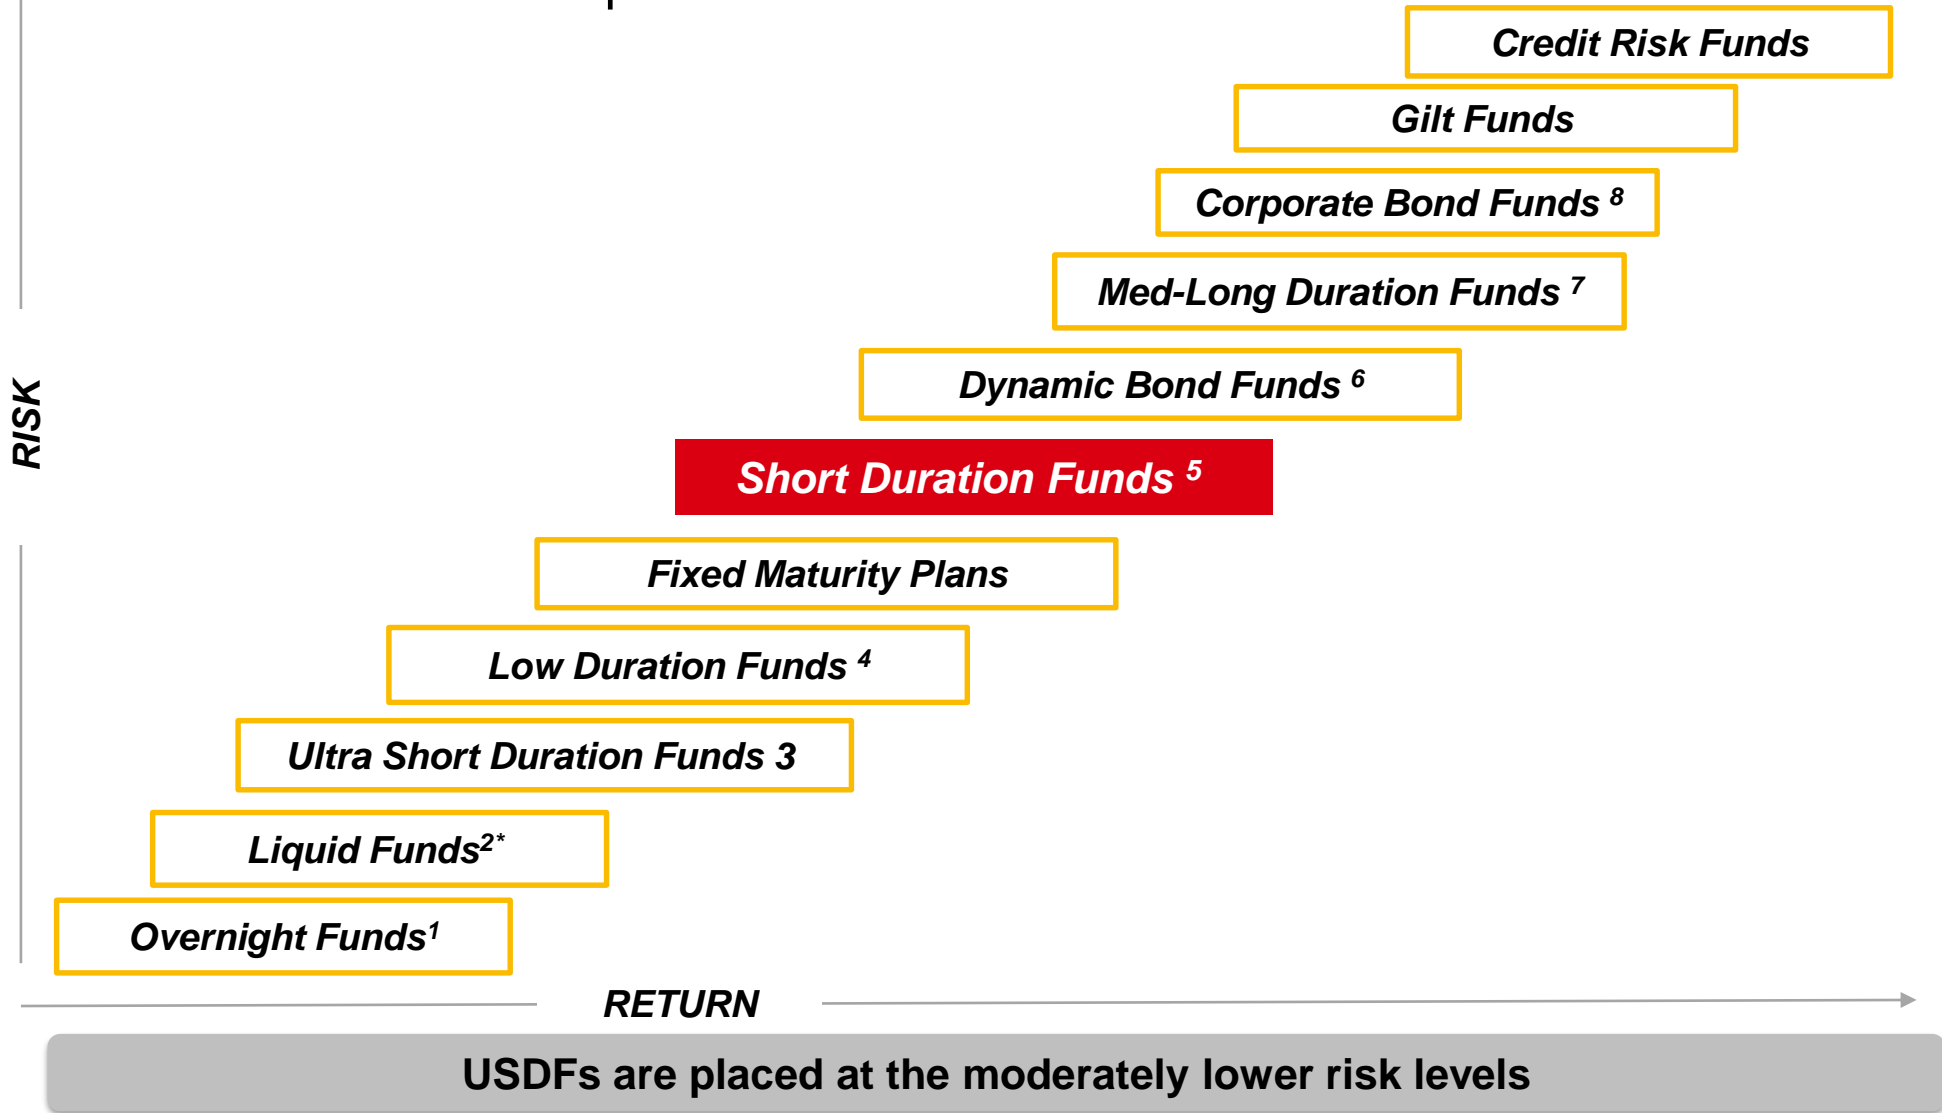 Credit Risk Funds
Gilt Funds
Corporate Bond Funds 8
Med-Long Duration Funds 7
Dynamic Bond Funds 6
RISK
Short Duration Funds 5
Fixed Maturity Plans
Low Duration Funds 4
Ultra Short Duration Funds 3
Liquid Funds2*
Overnight Funds1
RETURN
USDFs are placed at the moderately lower risk levels